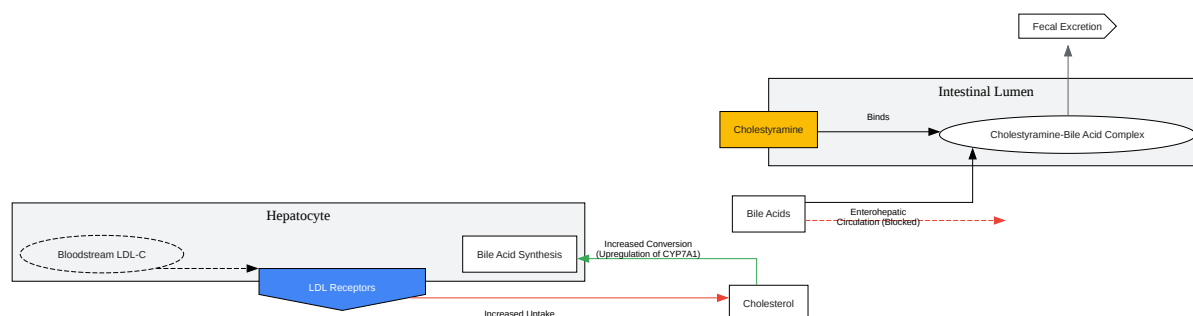 Fecal Excretion
Intestinal Lumen
Cholestyramine
Binds
Cholestyramine-Bile Acid Complex
Bile Acids
Enterohepatic
Circulation (Blocked)
Hepatocyte
Bloodstream LDL-C
Bile Acid Synthesis
Increased Conversion
(Upregulation of CYP7A1)
LDL Receptors
Cholesterol
Increased Uptake